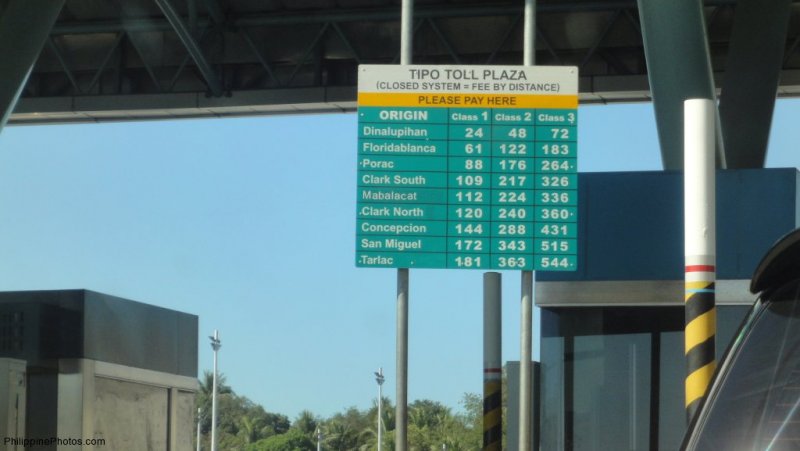 TIPO TOLL PLAZA
(CLOSED SYSTEM = FEE BY DISTANCE)
PLEASE PAY HERE
ORIGIN Class 1 Class 2 Class 3
Dinalupihan 24 48 72
Floridablanca 61 122 183
Porac 88 176 264
Clark South 109 217 326
Mabalacat 112 224 336
Clark North 120 240 360
Concepcion 144 288 431
San Miguel 172 343 515
Tarlac 181 363 544
PhilippinePhotos.com